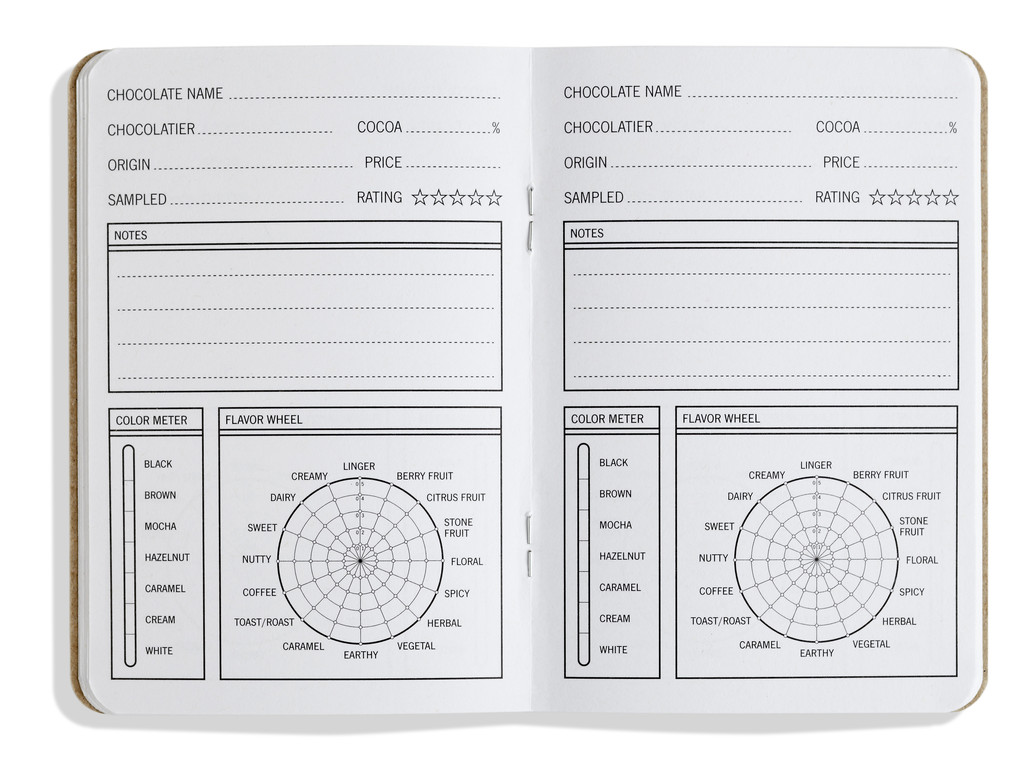 CHOCOLATE NAME
CHOCOLATIER COCOA %
ORIGIN PRICE
SAMPLED RATING
NOTES
COLOR METER
BLACK
BROWN
MOCHA
HAZELNUT
CARAMEL
CREAM
WHITE
FLAVOR WHEEL
LINGER
BERRY FRUIT
CITRUS FRUIT
STONE
FRUIT
FLORAL
SPICY
HERBAL
VEGETAL
EARTHY
CARAMEL
TOAST/ROAST
COFFEE
NUTTY
SWEET
DAIRY
CREAMY
CHOCOLATE NAME
CHOCOLATIER COCOA %
ORIGIN PRICE
SAMPLED RATING
NOTES
COLOR METER
BLACK
BROWN
MOCHA
HAZELNUT
CARAMEL
CREAM
WHITE
FLAVOR WHEEL
LINGER
BERRY FRUIT
CITRUS FRUIT
STONE
FRUIT
FLORAL
SPICY
HERBAL
VEGETAL
EARTHY
CARAMEL
TOAST/ROAST
COFFEE
NUTTY
SWEET
DAIRY
CREAMY